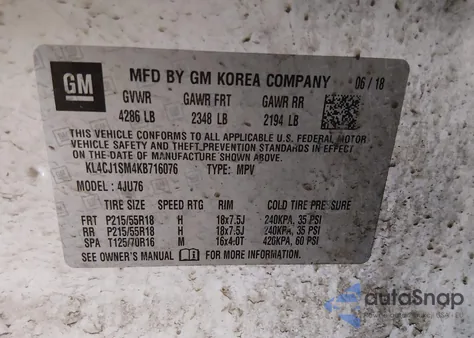 GM
MFD BY GM KOREA COMPANY 06/18
GVWR GAWR FRT GAWR RR
4286 LB 2348 LB 2194 LB
THIS VEHICLE CONFORMS TO ALL APPLICABLE U.S. FEDERAL MOTOR
VEHICLE SAFETY AND THEFT PREVENTION STANDARDS IN EFFECT
ON THE DATE OF MANUFACTURE SHOWN ABOVE.
KL4CJ1SM4KB716076 TYPE: MPV
MODEL: 4JU76
TIRE SIZE SPEED RTG RIM COLD TIRE PRESSURE
FRT P215/55R18 H 18x7.5J 240KPA, 35 PSI
RR P215/55R18 H 18x7.5J 240KPA, 35 PSI
SPA T125/70R16 M 16x4.0T 420KPA, 60 PSI
SEE OWNER'S MANUAL FOR MORE INFORMATION
autoSnap